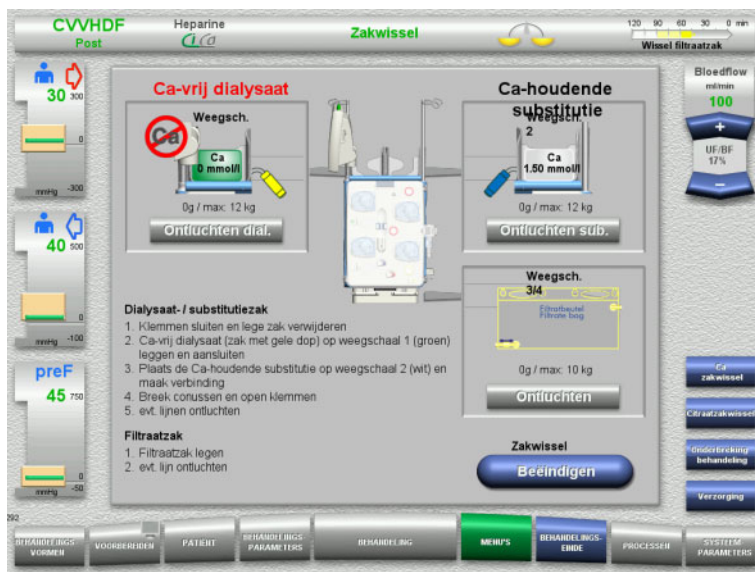 CVVHDF
Post
Heparine
CiCa
Zakwissel
120 90 60 30 0 min
Wissel filtraatzak
30 300
0
mmHg -300
40 500
0
mmHg -100
preF
45 750
0
mmHg -50
Ca-vrij dialysaat
Weegsch.
Ca
Ca
0 mmol/l
0g / max: 12 kg
Ontluchten dial.
Ca-houdende
substitutie
Weegsch.
2
Ca
1.50 mmol/l
0g / max: 12 kg
Ontluchten sub.
Weegsch.
3/4
Filtratbeutel
Filtrate bag
0g / max: 10 kg
Ontluchten
Dialysaat- / substitutiezak
1. Klemmen sluiten en lege zak verwijderen
2. Ca-vrij dialysaat (zak met gele dop) op weegschaal 1 (groen)
leggen en aansluiten
3. Plaats de Ca-houdende substitutie op weegschaal 2 (wit) en
maak verbinding
4. Breek conussen en open klemmen
5. evt. lijnen ontluchten
Filtraatzak
1. Filtraatzak legen
2. evt. lijn ontluchten
Zakwissel
Beëindigen
Bloedflow
ml/min
100
+
UF/BF
17%
−
Ca
zakwissel
Citraatzakwissel
Onderbreking
behandeling
Verzorging
292
BEHANDELINGS-
VORMEN
VOORBEREIDEN
PATIËNT
BEHANDELINGS-
PARAMETERS
BEHANDELING
MENU'S
BEHANDELINGS-
EINDE
PROCESSEN
SYSTEEM
PARAMETERS